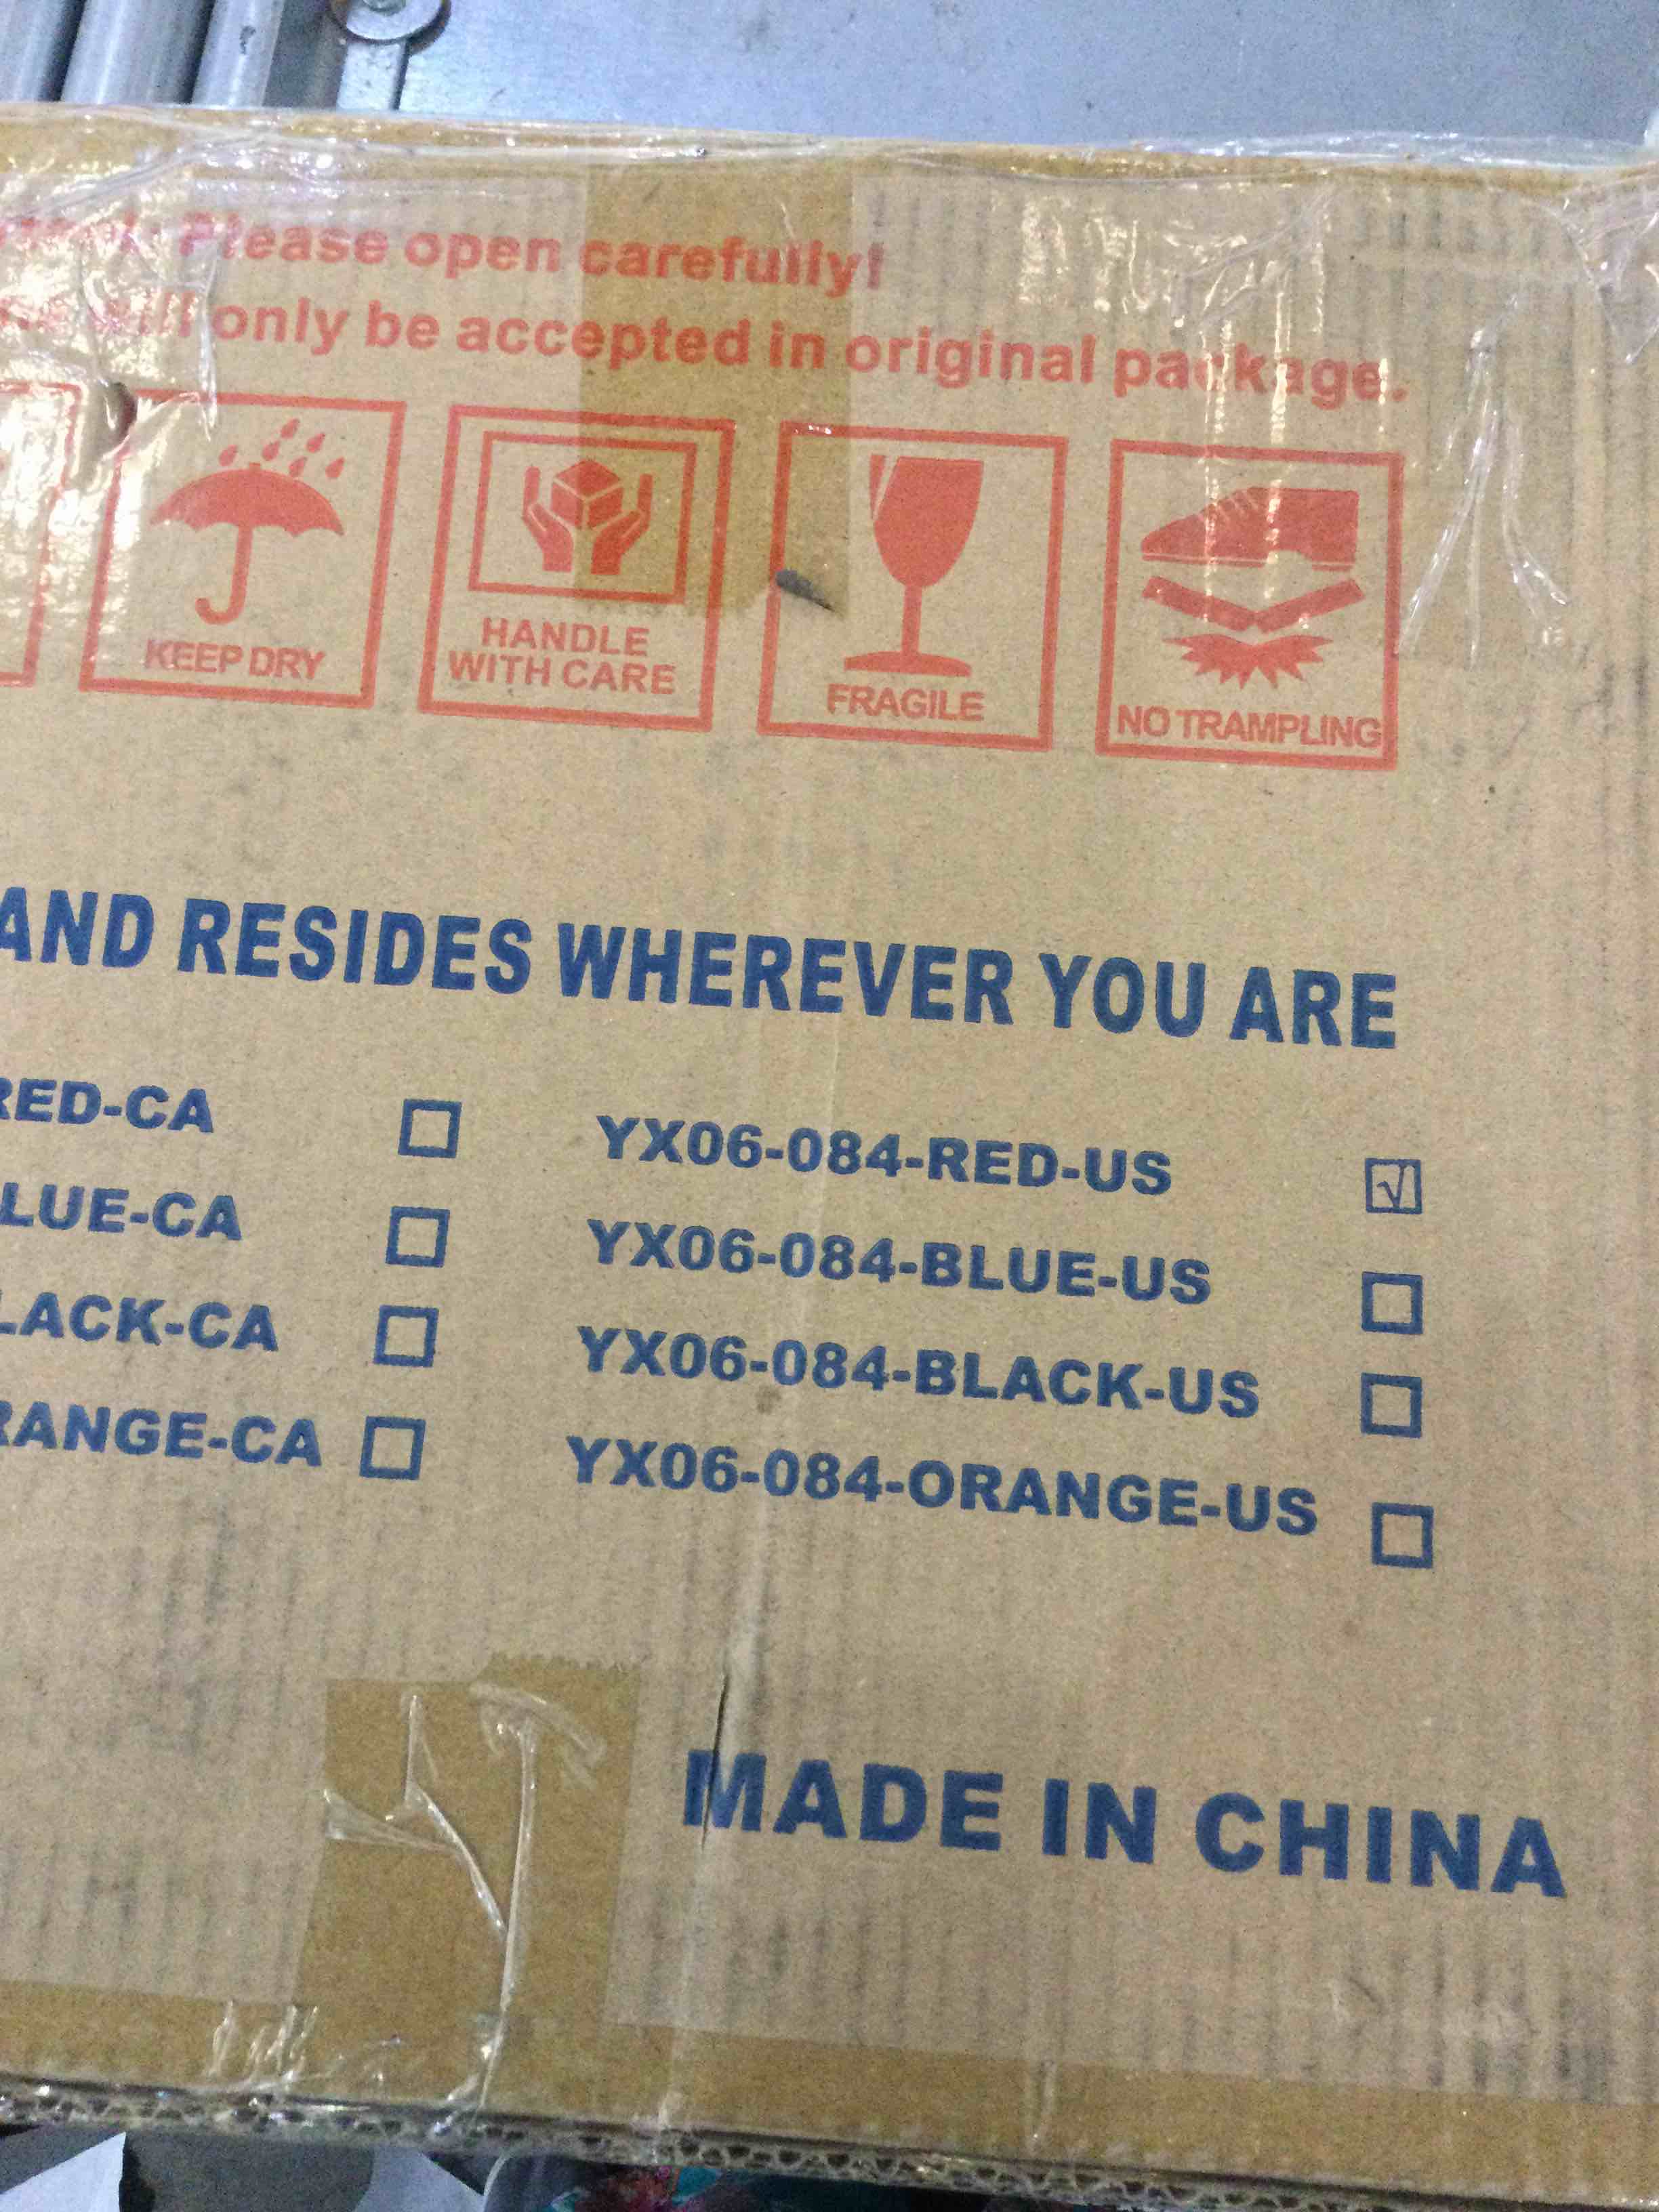 Please open carefully!
will only be accepted in original package.
KEEP DRY
HANDLE
WITH CARE
FRAGILE
NO TRAMPLING
AND RESIDES WHEREVER YOU ARE
RED-CA YX06-084-RED-US √
LUE-CA YX06-084-BLUE-US
LACK-CA YX06-084-BLACK-US
RANGE-CA YX06-084-ORANGE-US
MADE IN CHINA